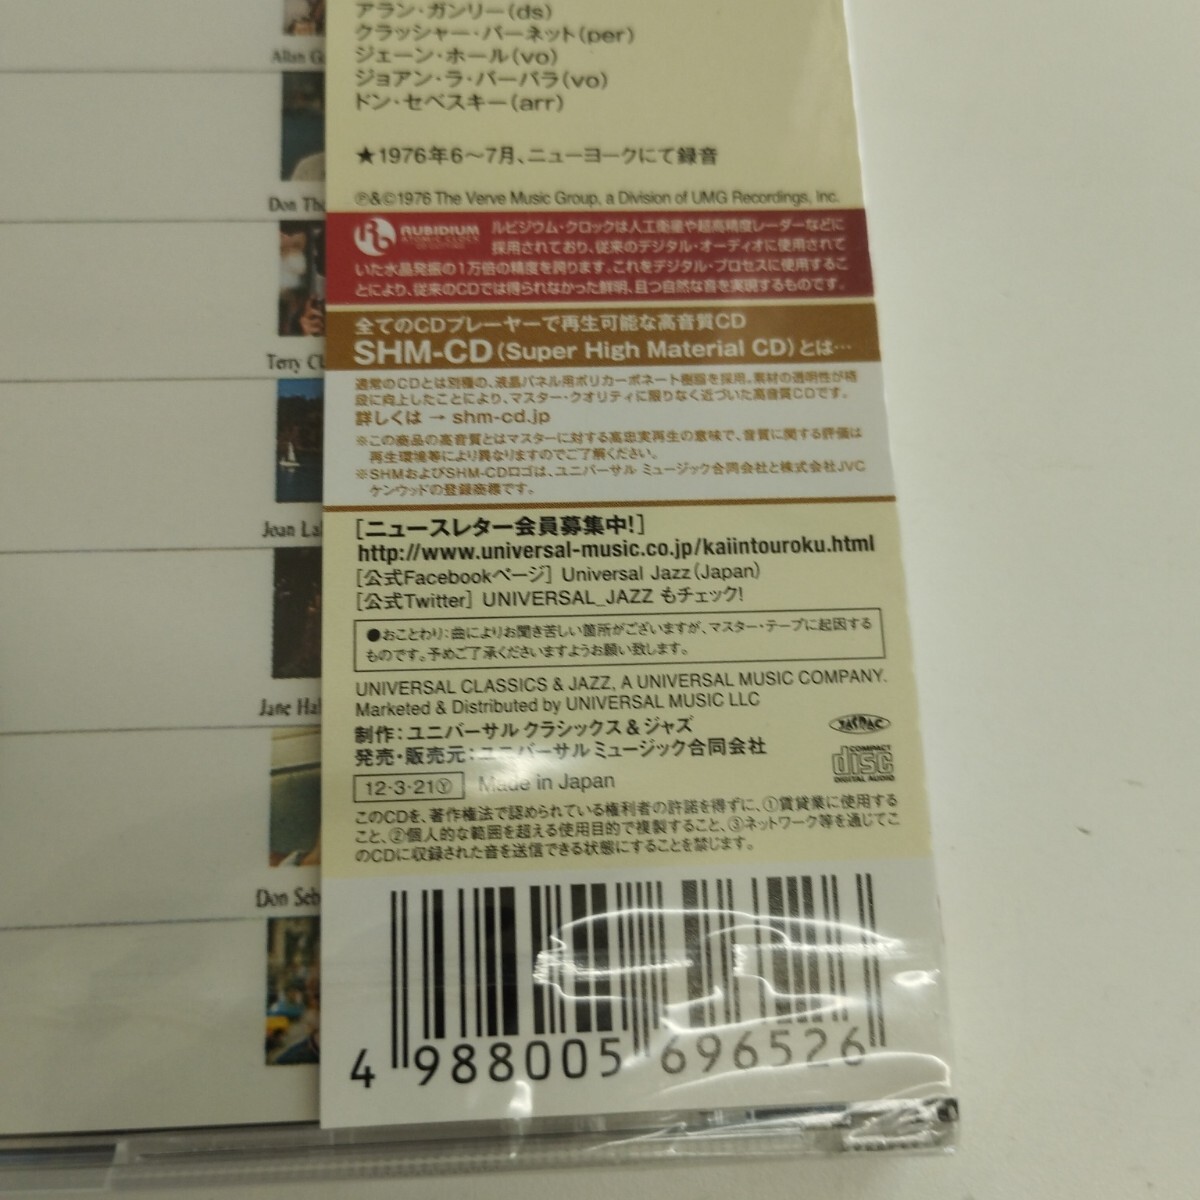 アラン・ガンリー(ds)
クラッシャー・バーネット(per)
ジェーン・ホール(vo)
ジョアン・ラ・バーバラ(vo)
ドン・セベスキー(arr)
★1976年6〜7月、ニューヨークにて録音
Ⓟ&©1976 The Verve Music Group, a Division of UMG Recordings, Inc.
RUBIDIUM
ATOMIC CLOCK
ルビジウム・クロックは人工衛星や超高精度レーダーなどに
採用されており、従来のデジタル・オーディオに使用されて
いた水晶発振の1万倍の精度を誇ります。これをデジタル・プロセスに使用するこ
とにより、従来のCDでは得られなかった鮮明、且つ自然な音を実現するものです。
全てのCDプレーヤーで再生可能な高音質CD
SHM-CD (Super High Material CD) とは…
通常のCDとは別種の、液晶パネル用ポリカーボネート樹脂を採用。素材の透明性が格
段に向上したことにより、マスター・クオリティに限りなく近づいた高音質CDです。
詳しくは → shm-cd.jp
※この商品の高音質とはマスターに対する高忠実再生の意味で、音質に関する評価は
再生環境等により異なりますのでご了解ください。
※SHMおよびSHM-CDロゴは、ユニバーサル ミュージック合同会社と株式会社JVC
ケンウッドの登録商標です。
[ニュースレター会員募集中!]
http://www.universal-music.co.jp/kaiintouroku.html
[公式Facebookページ] Universal Jazz (Japan)
[公式Twitter] UNIVERSAL_JAZZ もチェック!
●おことわり:曲によりお聞き苦しい箇所がございますが、マスター・テープに起因する
ものです。予めご了承くださいますようお願い致します。
UNIVERSAL CLASSICS & JAZZ, A UNIVERSAL MUSIC COMPANY.
Marketed & Distributed by UNIVERSAL MUSIC LLC
制作:ユニバーサル クラシックス&ジャズ
発売・販売元:ユニバーサル ミュージック合同会社
JASRAC
COMPACT
disc
DIGITAL AUDIO
12-3-21Ⓨ Made in Japan
このCDを、著作権法で認められている権利者の許諾を得ずに、①賃貸業に使用する
こと、②個人的な範囲を超える使用目的で複製すること、③ネットワーク等を通じてこ
のCDに収録された音を送信できる状態にすることを禁じます。
4 988005 696526
Allan G
Don Tho
Terry Cl
Joan La
Jane Hal
Don Seb